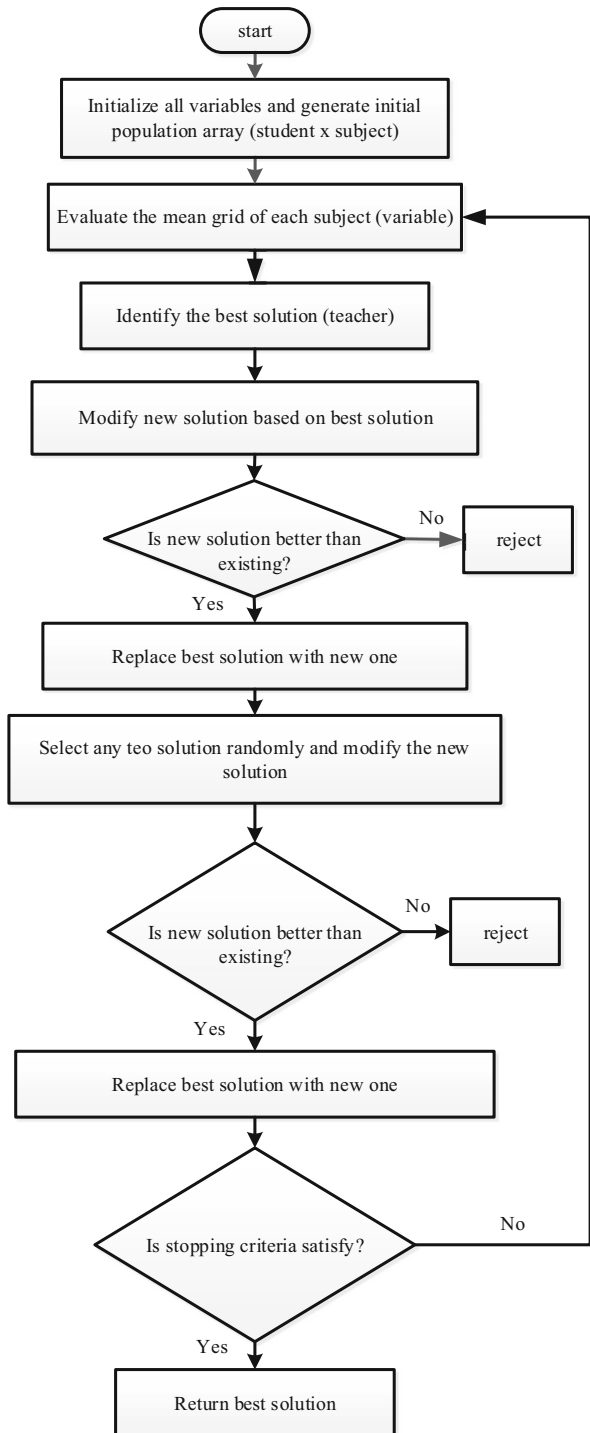 start
Initialize all variables and generate initial
population array (student x subject)
Evaluate the mean grid of each subject (variable)
Identify the best solution (teacher)
Modify new solution based on best solution
Is new solution better than
existing?
No
reject
Yes
Replace best solution with new one
Select any teo solution randomly and modify the new
solution
Is new solution better than
existing?
No
reject
Yes
Replace best solution with new one
Is stopping criteria satisfy?
No
Yes
Return best solution